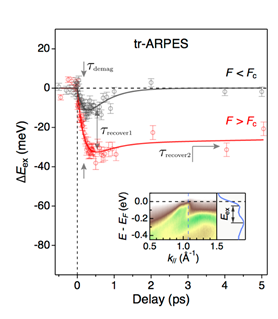 tr-ARPES
20
0
-20
-40
-60
-80
ΔE_ex (meV)
τ_demag
F < F_c
F > F_c
τ_recover1
τ_recover2
E - E_F (eV)
0.0
-0.2
-0.4
E_ex
0.5 1.0 1.5
k_// (Å⁻¹)
0 1 2 3 4 5
Delay (ps)